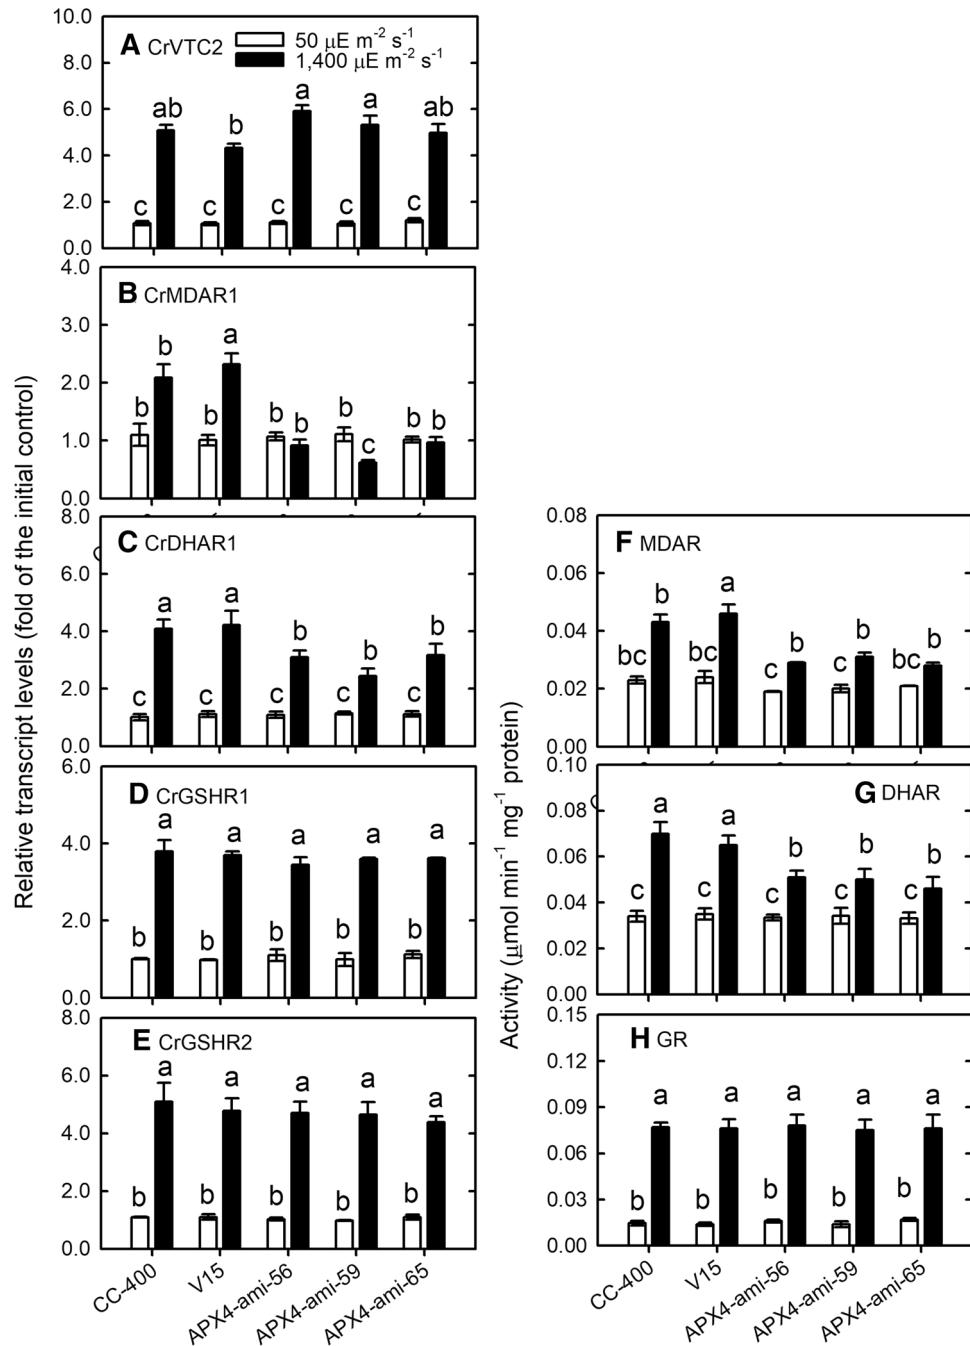 Relative transcript levels (fold of the initial control)
10.0
8.0
6.0
4.0
2.0
0.0
A CrVTC2
50 µE m⁻² s⁻¹
1,400 µE m⁻² s⁻¹
c ab c b c a c a c ab
4.0
3.0
2.0
1.0
0.0
B CrMDAR1
b b b a b b b c b b
8.0
6.0
4.0
2.0
0.0
C CrDHAR1
c a c a c b c b c b
6.0
4.0
2.0
0.0
D CrGSHR1
b a b a b a b a b a
8.0
6.0
4.0
2.0
0.0
E CrGSHR2
b a b a b a b a b a
CC-400
V15
APX4-ami-56
APX4-ami-59
APX4-ami-65
Activity (µmol min⁻¹ mg⁻¹ protein)
0.08
0.06
0.04
0.02
0.00
F MDAR
bc b bc a c b c b bc b
0.10
0.08
0.06
0.04
0.02
0.00
G DHAR
c a c a c b c b c b
0.15
0.12
0.09
0.06
0.03
0.00
H GR
b a b a b a b a b a
CC-400
V15
APX4-ami-56
APX4-ami-59
APX4-ami-65